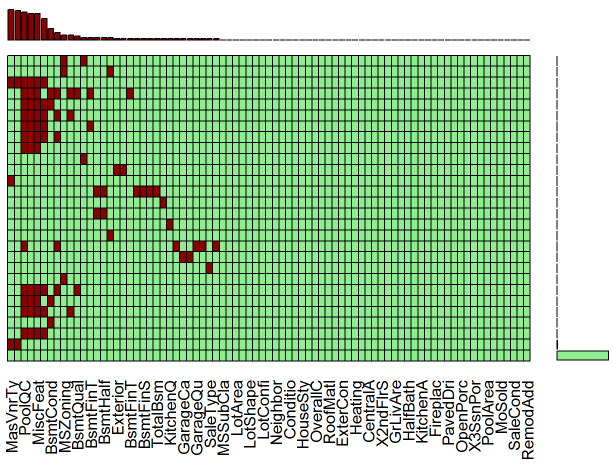 MasVnrTy
PoolQC
MiscFeat
BsmtCond
MSZoning
BsmtQual
BsmtFinT
BsmtHalf
Exterior
BsmtFinT
BsmtFinS
TotalBsm
KitchenQ
GarageCa
GarageQu
SaleType
MSSubCla
LotArea
LotShape
LotConfi
Neighbor
Conditio
HouseSty
OverallC
RoofMatl
ExterCon
Heating
CentralA
X2ndFlrS
GrLivAre
HalfBath
KitchenA
Fireplac
PavedDri
OpenPorc
X3SsnPor
PoolArea
MoSold
SaleCond
RemodAdd